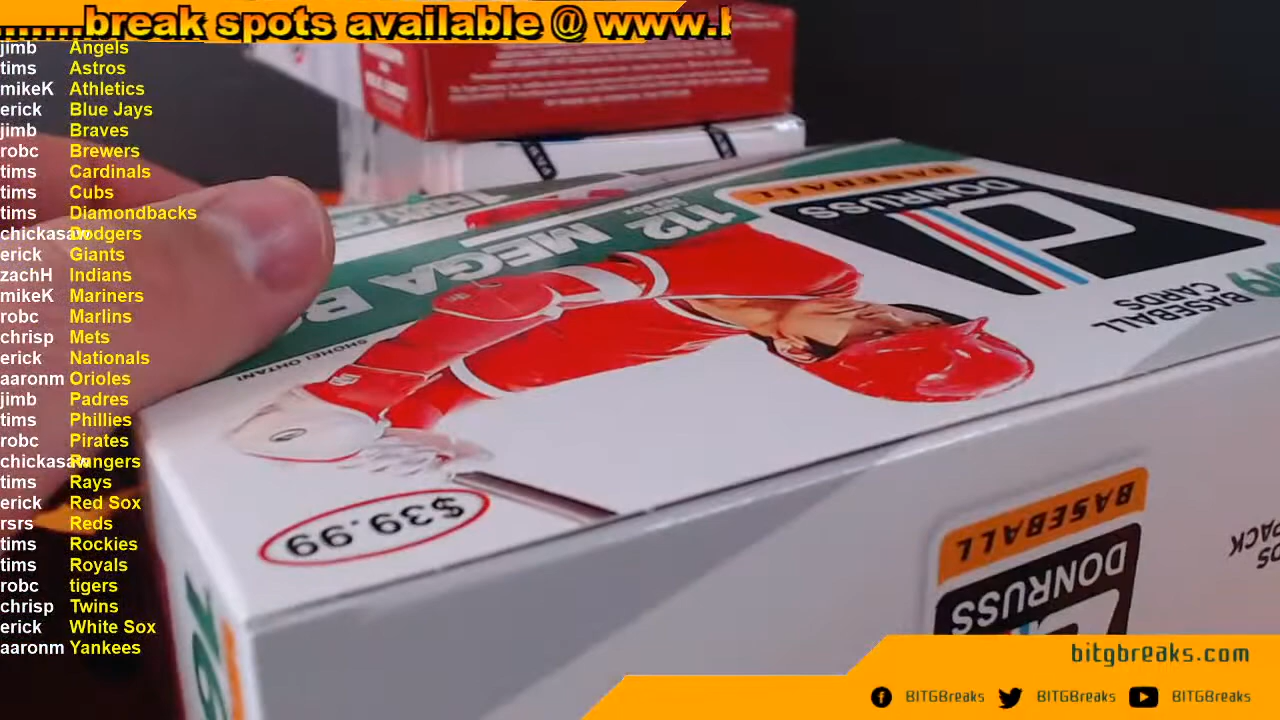 .......break spots available @ www.
jimb Angels
tims Astros
mikeK Athletics
erick Blue Jays
jimb Braves
robc Brewers
tims Cardinals
tims Cubs
tims Diamondbacks
chickasaw Dodgers
erick Giants
zachH Indians
mikeK Mariners
robc Marlins
chrisp Mets
erick Nationals
aaronm Orioles
jimb Padres
tims Phillies
robc Pirates
chickasaw Rangers
tims Rays
erick Red Sox
rsrs Reds
tims Rockies
tims Royals
robc tigers
chrisp Twins
erick White Sox
aaronm Yankees
BASEBALL
DONRUSS
BASEBALL
CARDS
112 MEGA
SHOHEI OHTANI
$39.99
BASEBALL
DONRUSS
bitgbreaks.com
BITGBreaks BITGBreaks BITGBreaks